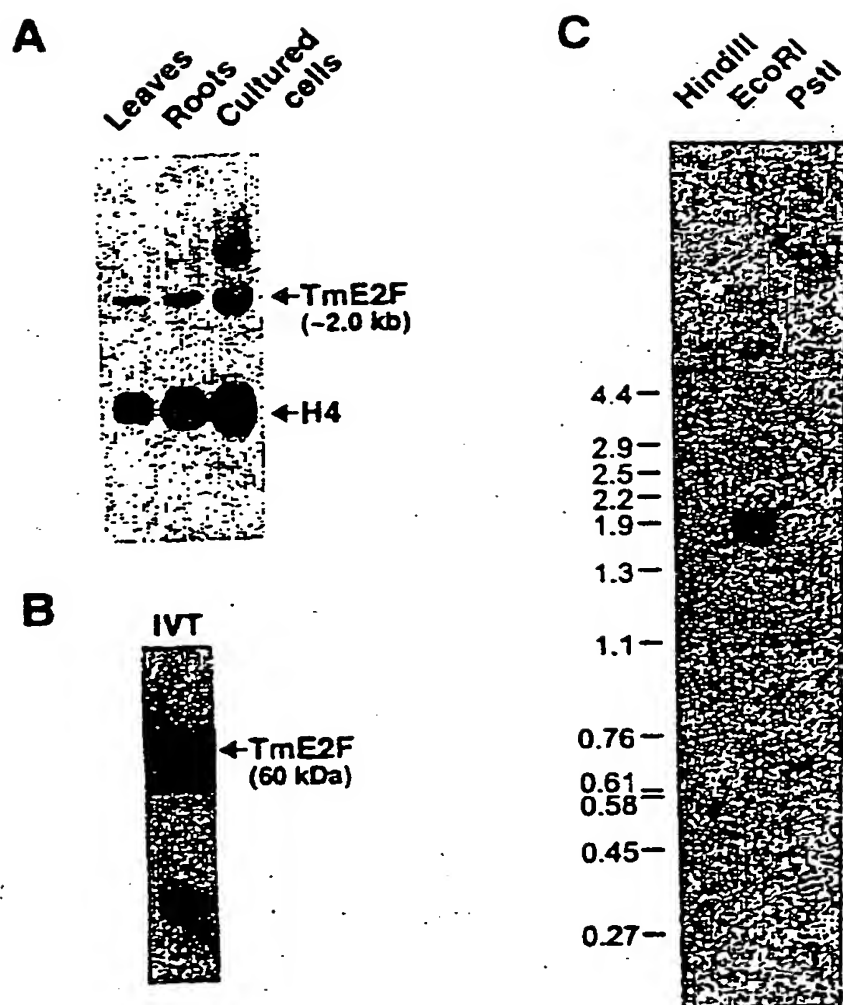 A
Leaves
Roots
Cultured
cells
←TmE2F
(~2.0 kb)
←H4
B
IVT
←TmE2F
(60 kDa)
C
HindIII
EcoRI
PstI
4.4
2.9
2.5
2.2
1.9
1.3
1.1
0.76
0.61
0.58
0.45
0.27